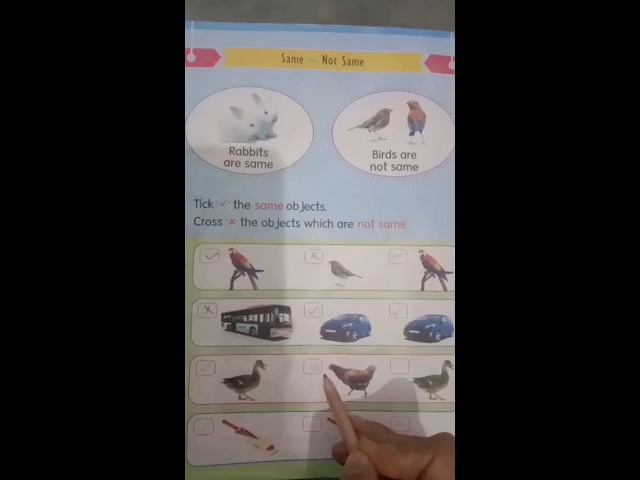 Same – Not Same
Rabbits
are same
Birds are
not same
Tick ✓ the same objects.
Cross × the objects which are not same